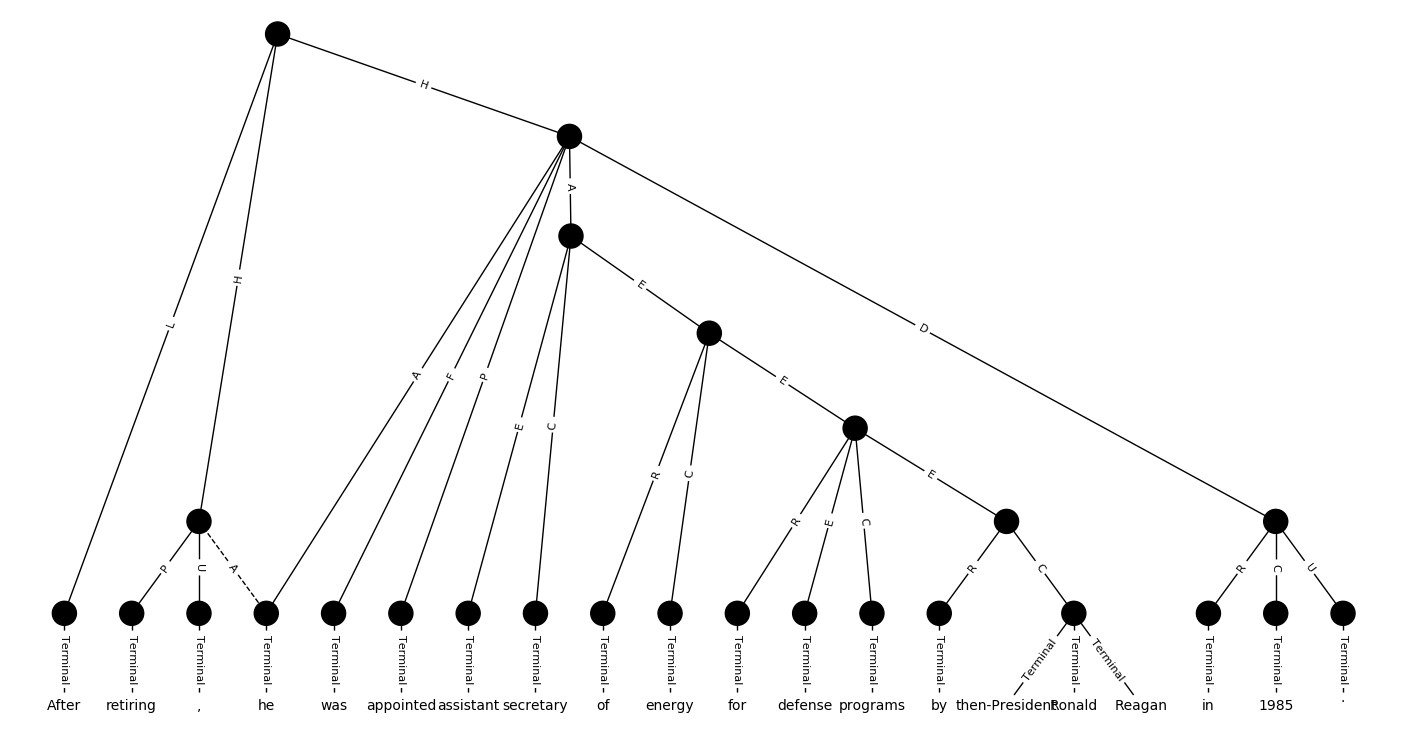 H
A
L
H
E
D
A
F
P
E
E
C
R
C
E
R
E
C
P
U
A
R
C
R
C
U
Terminal Terminal Terminal Terminal Terminal Terminal Terminal Terminal Terminal Terminal Terminal Terminal Terminal Terminal Terminal Terminal Terminal Terminal Terminal Terminal
After retiring , he was appointed assistant secretary of energy for defense programs by then-President Ronald Reagan in 1985 .